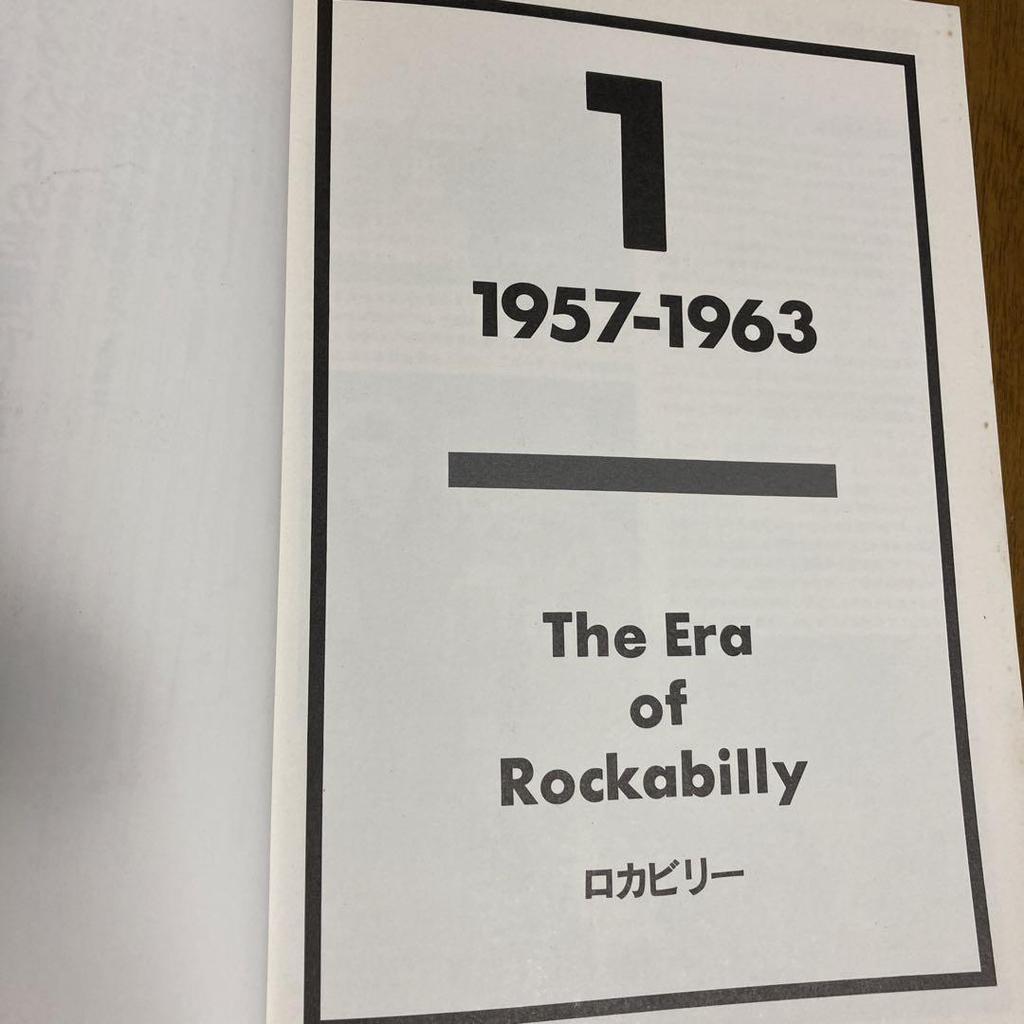 1
1957-1963
The Era
of
Rockabilly
ロカビリー